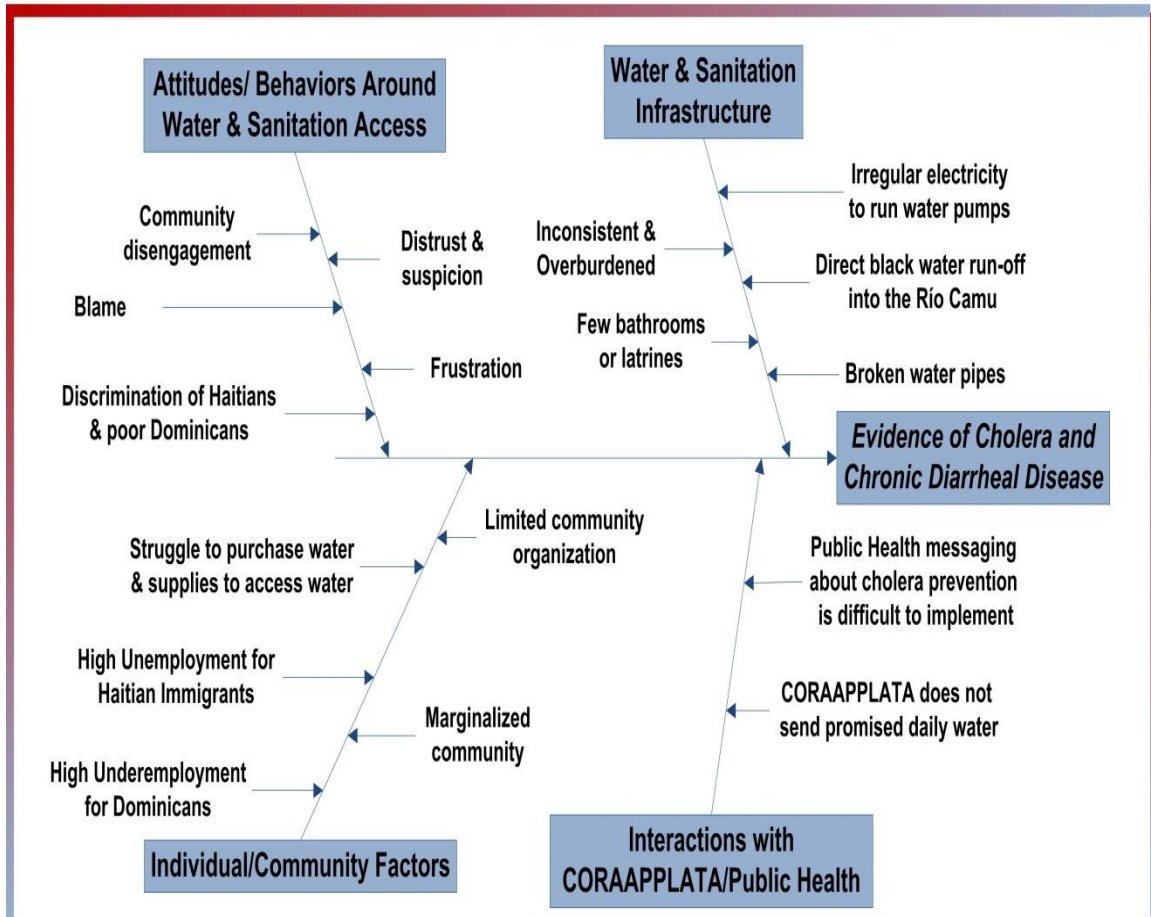 Attitudes/ Behaviors Around
Water & Sanitation Access
Water & Sanitation
Infrastructure
Community
disengagement
Distrust &
suspicion
Blame
Frustration
Discrimination of Haitians
& poor Dominicans
Irregular electricity
to run water pumps
Inconsistent &
Overburdened
Direct black water run-off
into the Río Camu
Few bathrooms
or latrines
Broken water pipes
Evidence of Cholera and
Chronic Diarrheal Disease
Limited community
organization
Struggle to purchase water
& supplies to access water
High Unemployment for
Haitian Immigrants
Marginalized
community
High Underemployment
for Dominicans
Individual/Community Factors
Public Health messaging
about cholera prevention
is difficult to implement
CORAAPPLATA does not
send promised daily water
Interactions with
CORAAPPLATA/Public Health